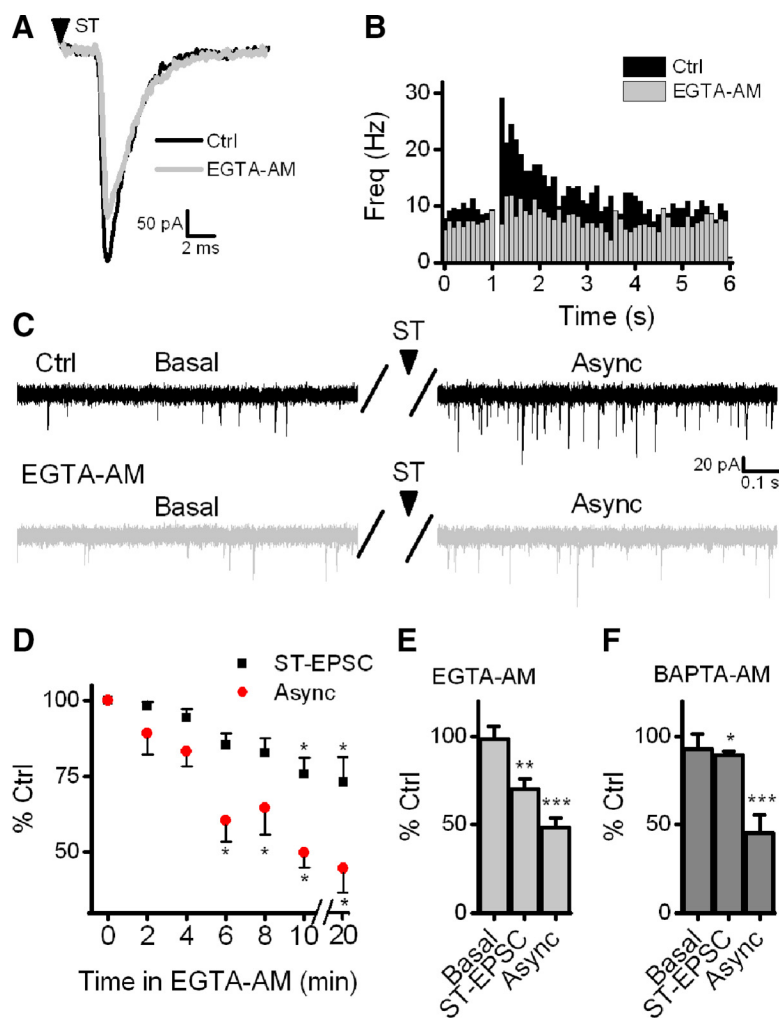 A
ST
Ctrl
EGTA-AM
50 pA
2 ms
B
Ctrl
EGTA-AM
Freq (Hz)
30
20
10
0
0 1 2 3 4 5 6
Time (s)
C
ST
Ctrl Basal Async
20 pA
0.1 s
EGTA-AM
ST
Basal Async
D
ST-EPSC
Async
% Ctrl
100
75
50
* *
* * * *
0 2 4 6 8 10 20
Time in EGTA-AM (min)
E
EGTA-AM
% Ctrl
100
50
0
**
***
Basal
ST-EPSC
Async
F
BAPTA-AM
% Ctrl
100
50
0
*
***
Basal
ST-EPSC
Async